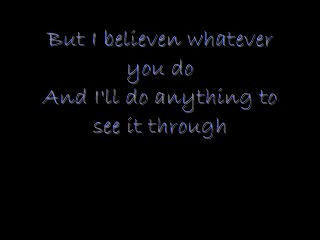 But I believen whatever
you do
And I'll do anything to
see it through